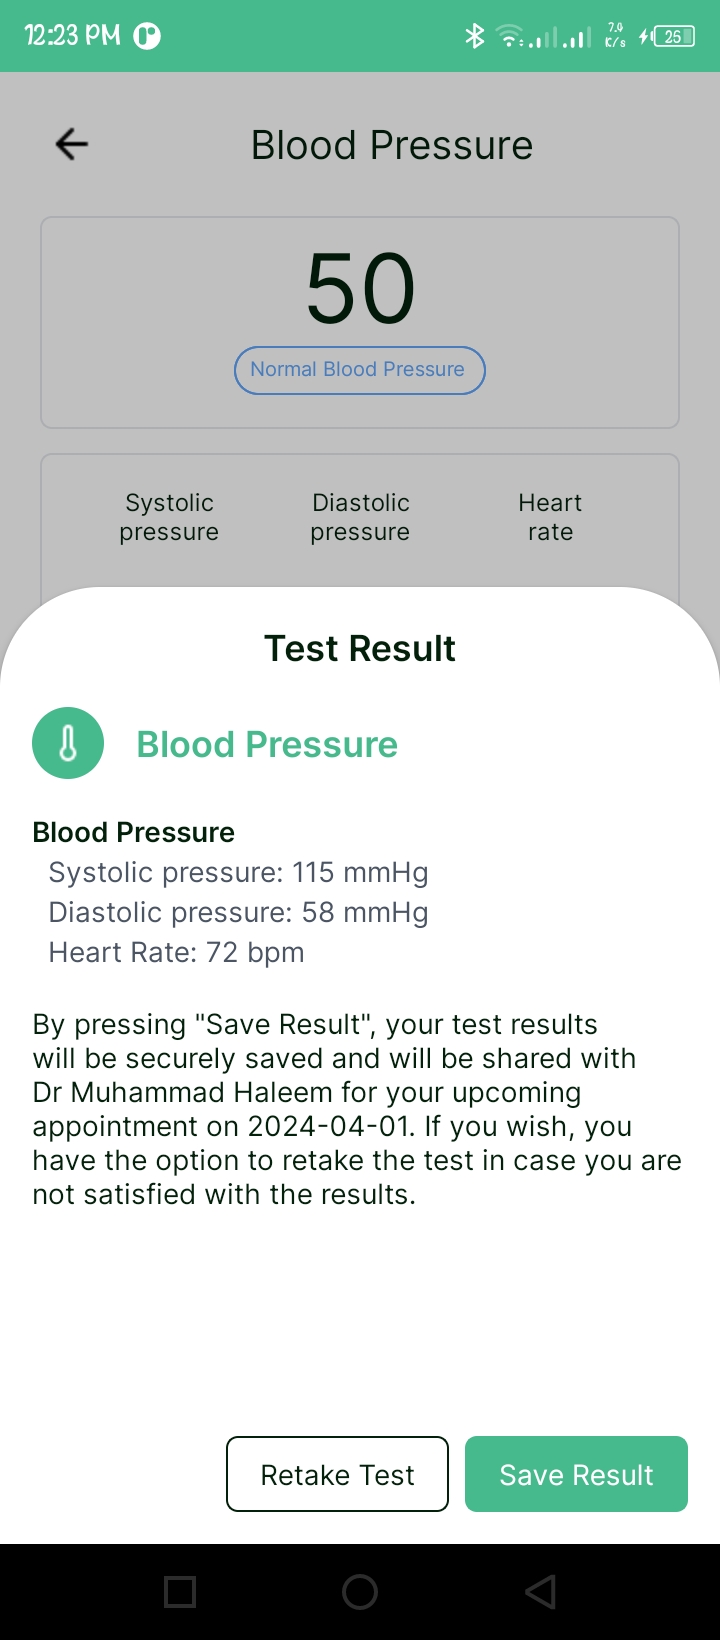 12:23 PM
7.0
K/s
25
Blood Pressure
50
Normal Blood Pressure
Systolic pressure
Diastolic pressure
Heart rate
Test Result
Blood Pressure
Blood Pressure
Systolic pressure: 115 mmHg
Diastolic pressure: 58 mmHg
Heart Rate: 72 bpm
By pressing "Save Result", your test results
will be securely saved and will be shared with
Dr Muhammad Haleem for your upcoming
appointment on 2024-04-01. If you wish, you
have the option to retake the test in case you are
not satisfied with the results.
Retake Test
Save Result